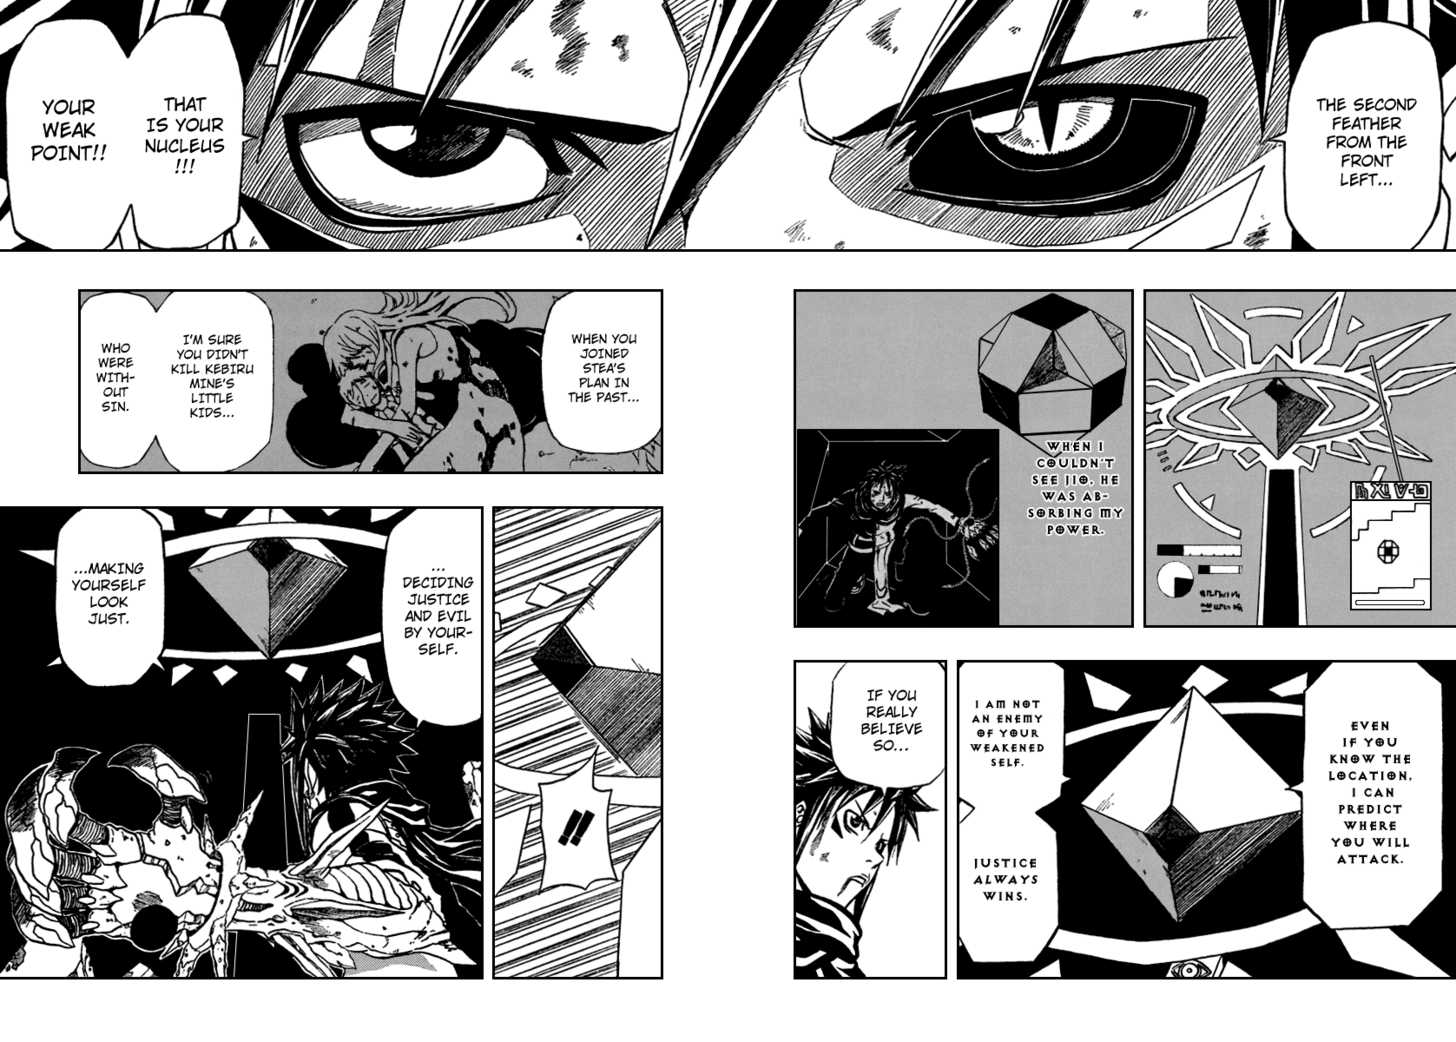 THE SECOND
FEATHER
FROM THE
FRONT
LEFT...
THAT
IS YOUR
NUCLEUS
!!!
YOUR
WEAK
POINT!!
WHEN I
COULDN'T
SEE JIO, HE
WAS AB-
SORBING MY
POWER.
EVEN
IF YOU
KNOW THE
LOCATION,
I CAN
PREDICT
WHERE
YOU WILL
ATTACK.
I AM NOT
AN ENEMY
OF YOUR
WEAKENED
SELF.
JUSTICE
ALWAYS
WINS.
IF YOU
REALLY
BELIEVE
SO...
WHEN YOU
JOINED
STEA'S
PLAN IN
THE PAST...
I'M SURE
YOU DIDN'T
KILL KEBIRU
MINE'S
LITTLE
KIDS...
WHO
WERE
WITH-
OUT
SIN.
!!
...
DECIDING
JUSTICE
AND EVIL
BY YOUR-
SELF.
...MAKING
YOURSELF
LOOK
JUST.